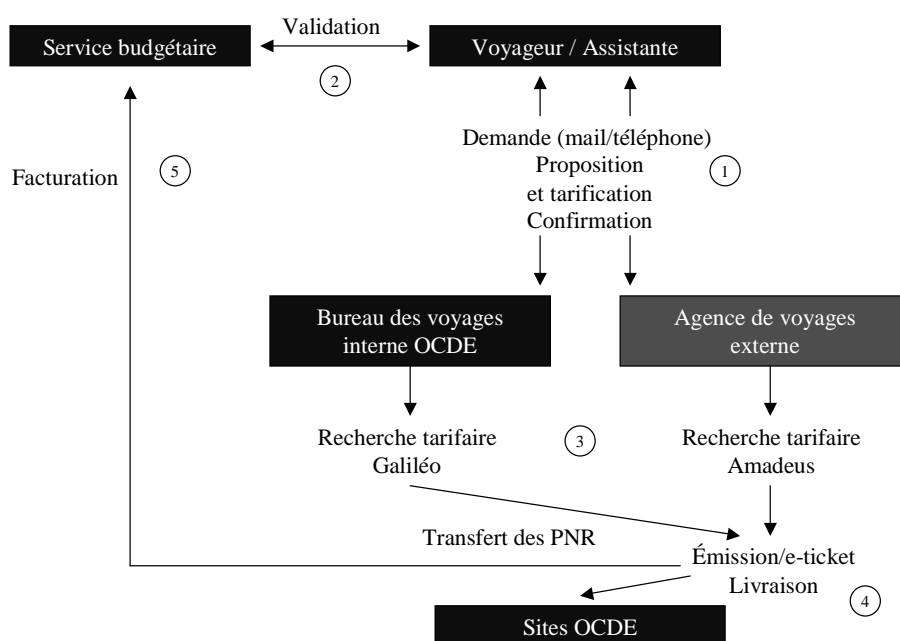 Validation
Service budgétaire
Voyageur / Assistante
2
Demande (mail/téléphone)
Proposition
et tarification
Confirmation
1
5
Facturation
Bureau des voyages
interne OCDE
Agence de voyages
externe
Recherche tarifaire
Galiléo
3
Recherche tarifaire
Amadeus
Transfert des PNR
Émission/e-ticket
Livraison
4
Sites OCDE